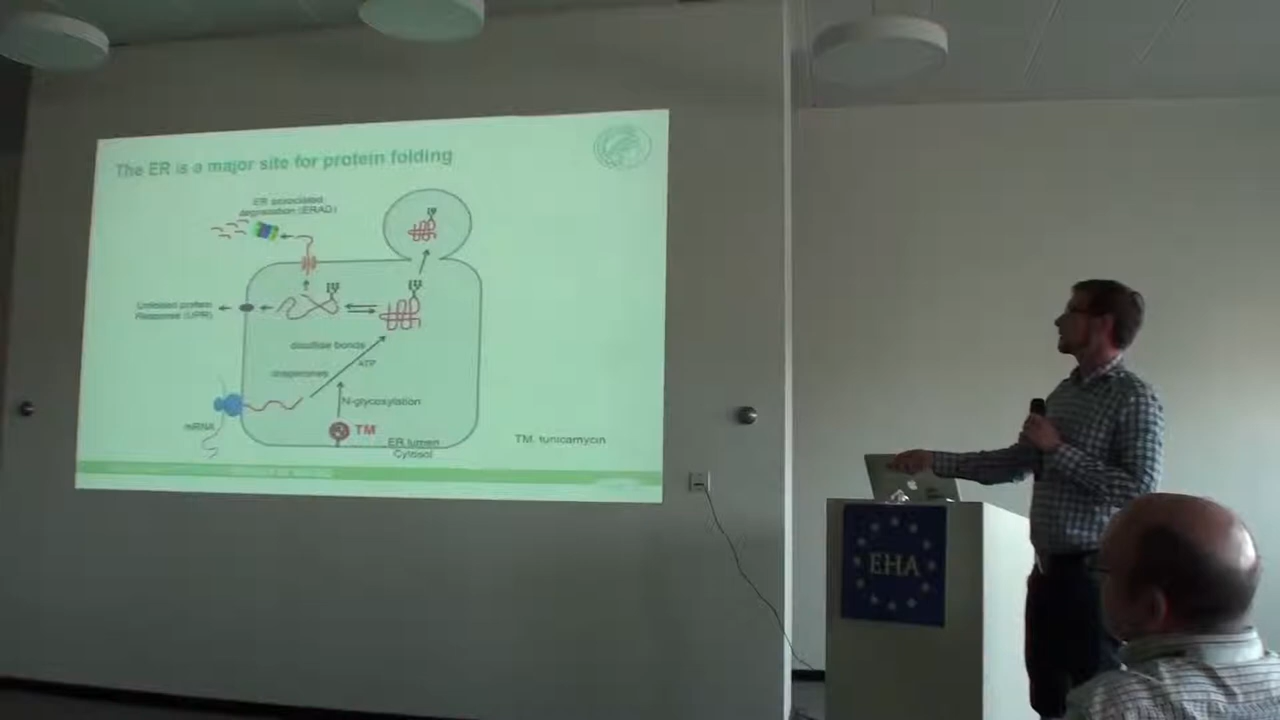 The ER is a major site for protein folding
ER associated
degradation (ERAD)
Unfolded protein
Response (UPR)
disulfide bonds
ATP
chaperones
N-glycosylation
mRNA
TM
ER lumen
Cytosol
TM, tunicamycin
EHA